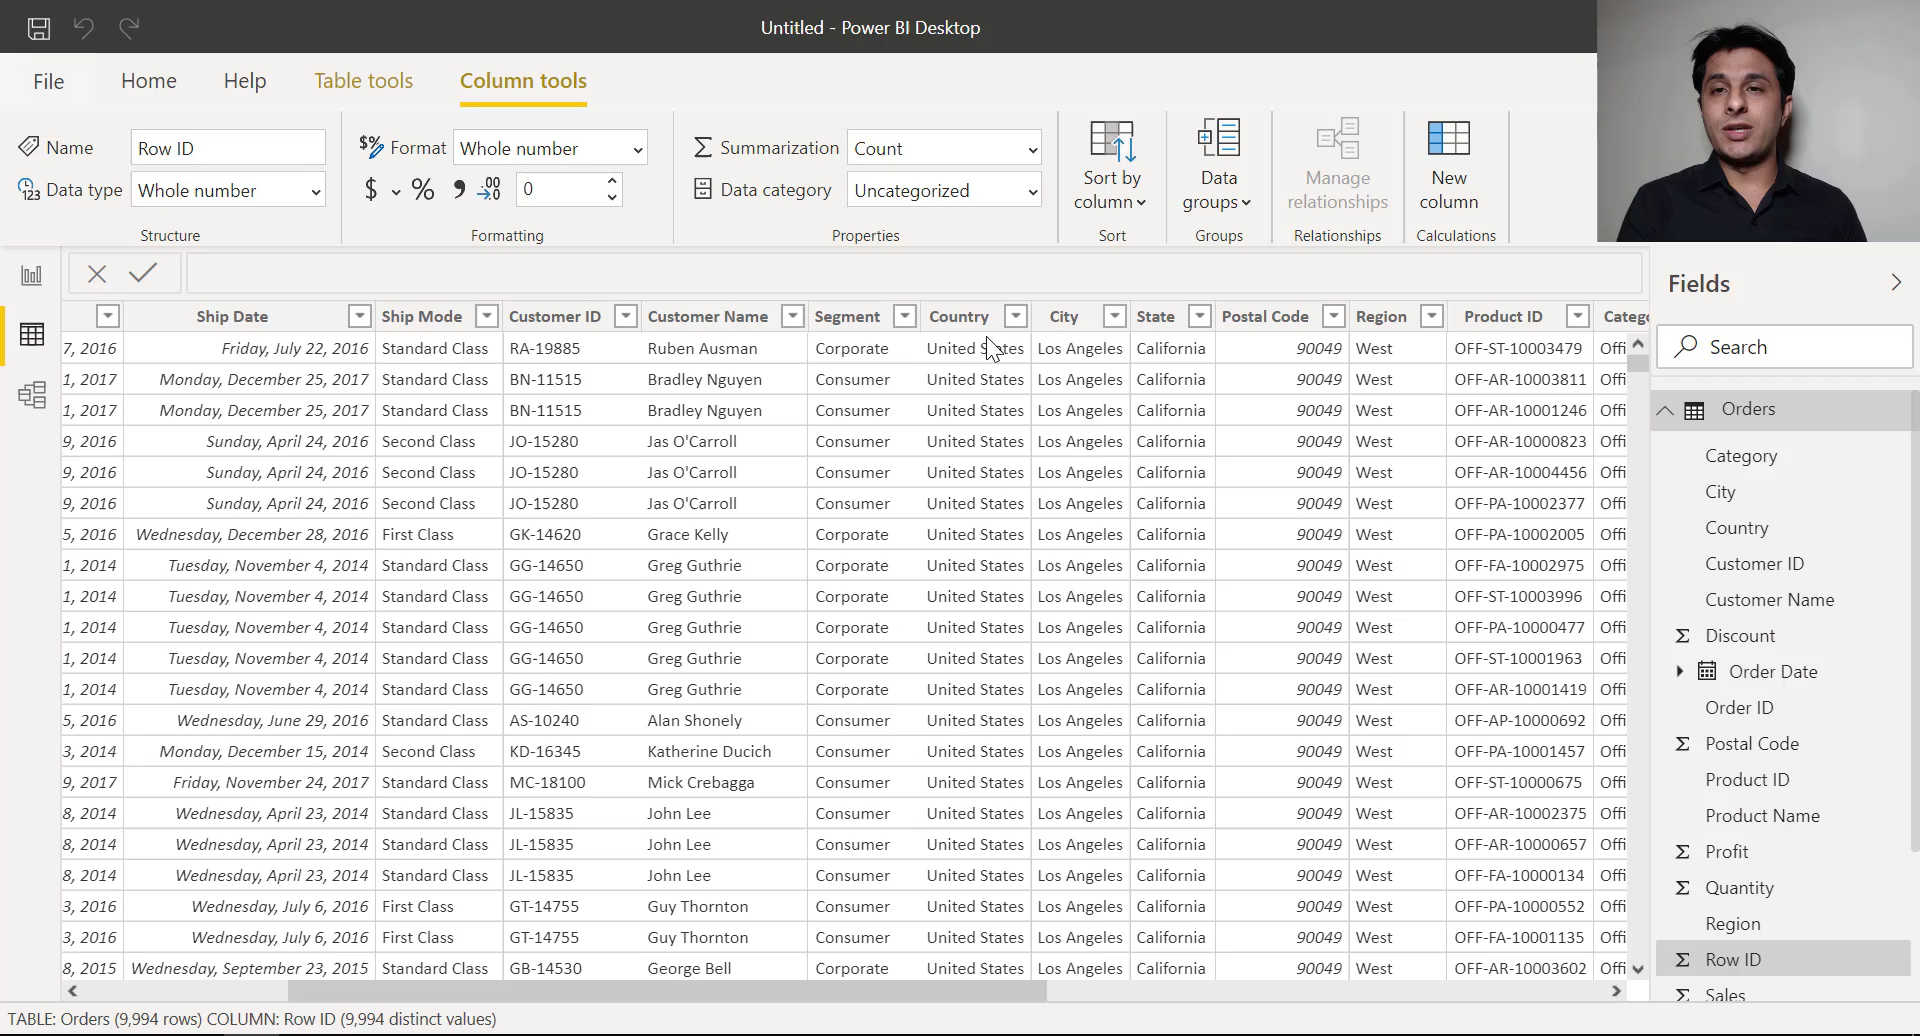 Untitled - Power BI Desktop
File Home Help Table tools Column tools
Name Row ID
Data type Whole number
Structure
$% Format Whole number
$ % 9 .00 0
Formatting
Summarization Count
Data category Uncategorized
Properties
Sort by
column
Sort
Data
groups
Groups
Manage
relationships
Relationships
New
column
Calculations
Ship Date Ship Mode Customer ID Customer Name Segment Country City State Postal Code Region Product ID Catego
7, 2016 Friday, July 22, 2016 Standard Class RA-19885 Ruben Ausman Corporate United States Los Angeles California 90049 West OFF-ST-10003479 Offi
1, 2017 Monday, December 25, 2017 Standard Class BN-11515 Bradley Nguyen Consumer United States Los Angeles California 90049 West OFF-AR-10003811 Offi
1, 2017 Monday, December 25, 2017 Standard Class BN-11515 Bradley Nguyen Consumer United States Los Angeles California 90049 West OFF-AR-10001246 Offi
9, 2016 Sunday, April 24, 2016 Second Class JO-15280 Jas O'Carroll Consumer United States Los Angeles California 90049 West OFF-AR-10000823 Offi
9, 2016 Sunday, April 24, 2016 Second Class JO-15280 Jas O'Carroll Consumer United States Los Angeles California 90049 West OFF-AR-10004456 Offi
9, 2016 Sunday, April 24, 2016 Second Class JO-15280 Jas O'Carroll Consumer United States Los Angeles California 90049 West OFF-PA-10002377 Offi
5, 2016 Wednesday, December 28, 2016 First Class GK-14620 Grace Kelly Corporate United States Los Angeles California 90049 West OFF-PA-10002005 Offi
1, 2014 Tuesday, November 4, 2014 Standard Class GG-14650 Greg Guthrie Corporate United States Los Angeles California 90049 West OFF-FA-10002975 Offi
1, 2014 Tuesday, November 4, 2014 Standard Class GG-14650 Greg Guthrie Corporate United States Los Angeles California 90049 West OFF-ST-10003996 Offi
1, 2014 Tuesday, November 4, 2014 Standard Class GG-14650 Greg Guthrie Corporate United States Los Angeles California 90049 West OFF-PA-10000477 Offi
1, 2014 Tuesday, November 4, 2014 Standard Class GG-14650 Greg Guthrie Corporate United States Los Angeles California 90049 West OFF-ST-10001963 Offi
1, 2014 Tuesday, November 4, 2014 Standard Class GG-14650 Greg Guthrie Corporate United States Los Angeles California 90049 West OFF-AR-10001419 Offi
5, 2016 Wednesday, June 29, 2016 Standard Class AS-10240 Alan Shonely Consumer United States Los Angeles California 90049 West OFF-AP-10000692 Offi
3, 2014 Monday, December 15, 2014 Second Class KD-16345 Katherine Ducich Consumer United States Los Angeles California 90049 West OFF-PA-10001457 Offi
9, 2017 Friday, November 24, 2017 Standard Class MC-18100 Mick Crebagga Consumer United States Los Angeles California 90049 West OFF-ST-10000675 Offi
8, 2014 Wednesday, April 23, 2014 Standard Class JL-15835 John Lee Consumer United States Los Angeles California 90049 West OFF-AR-10002375 Offi
8, 2014 Wednesday, April 23, 2014 Standard Class JL-15835 John Lee Consumer United States Los Angeles California 90049 West OFF-AR-10000657 Offi
8, 2014 Wednesday, April 23, 2014 Standard Class JL-15835 John Lee Consumer United States Los Angeles California 90049 West OFF-FA-10000134 Offi
3, 2016 Wednesday, July 6, 2016 First Class GT-14755 Guy Thornton Consumer United States Los Angeles California 90049 West OFF-PA-10000552 Offi
3, 2016 Wednesday, July 6, 2016 First Class GT-14755 Guy Thornton Consumer United States Los Angeles California 90049 West OFF-FA-10001135 Offi
8, 2015 Wednesday, September 23, 2015 Standard Class GB-14530 George Bell Corporate United States Los Angeles California 90049 West OFF-AR-10003602 Offi
Fields
Search
Orders
Category
City
Country
Customer ID
Customer Name
Σ Discount
Order Date
Order ID
Σ Postal Code
Product ID
Product Name
Σ Profit
Σ Quantity
Region
Σ Row ID
Σ Sales
TABLE: Orders (9,994 rows) COLUMN: Row ID (9,994 distinct values)